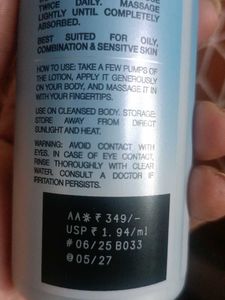 TWICE DAILY. MASSAGE
LIGHTLY UNTIL COMPLETELY
ABSORBED.
BEST SUITED FOR OILY,
COMBINATION & SENSITIVE SKIN
HOW TO USE: TAKE A FEW PUMPS OF
THE LOTION, APPLY IT GENEROUSLY
ON YOUR BODY, AND MASSAGE IT IN
WITH YOUR FINGERTIPS.
USE ON CLEANSED BODY. STORAGE:
STORE AWAY FROM DIRECT
SUNLIGHT AND HEAT.
WARNING: AVOID CONTACT WITH
EYES. IN CASE OF EYE CONTACT,
RINSE THOROUGHLY WITH CLEAR
WATER. CONSULT A DOCTOR IF
IRRITATION PERSISTS.
AA☀ ₹ 349/-
USP ₹ 1.94/ml
# 06/25 B033
@ 05/27